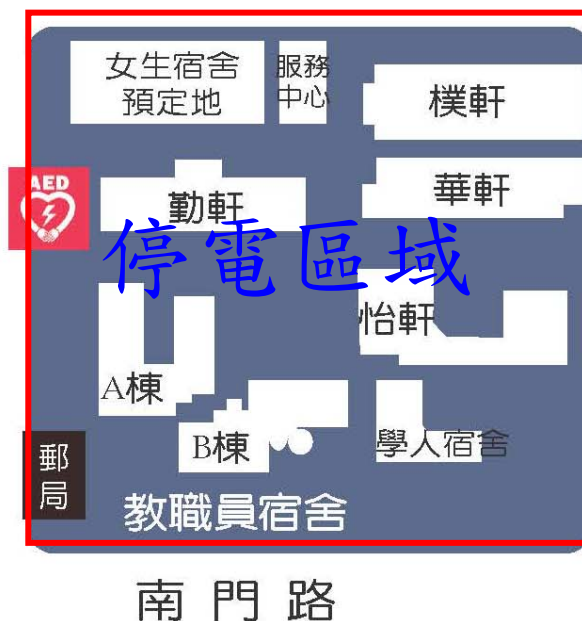 女生宿舍
預定地
服務
中心
樸軒
AED
勤軒
華軒
停電區域
怡軒
A棟
B棟
學人宿舍
郵
局
教職員宿舍
南門路